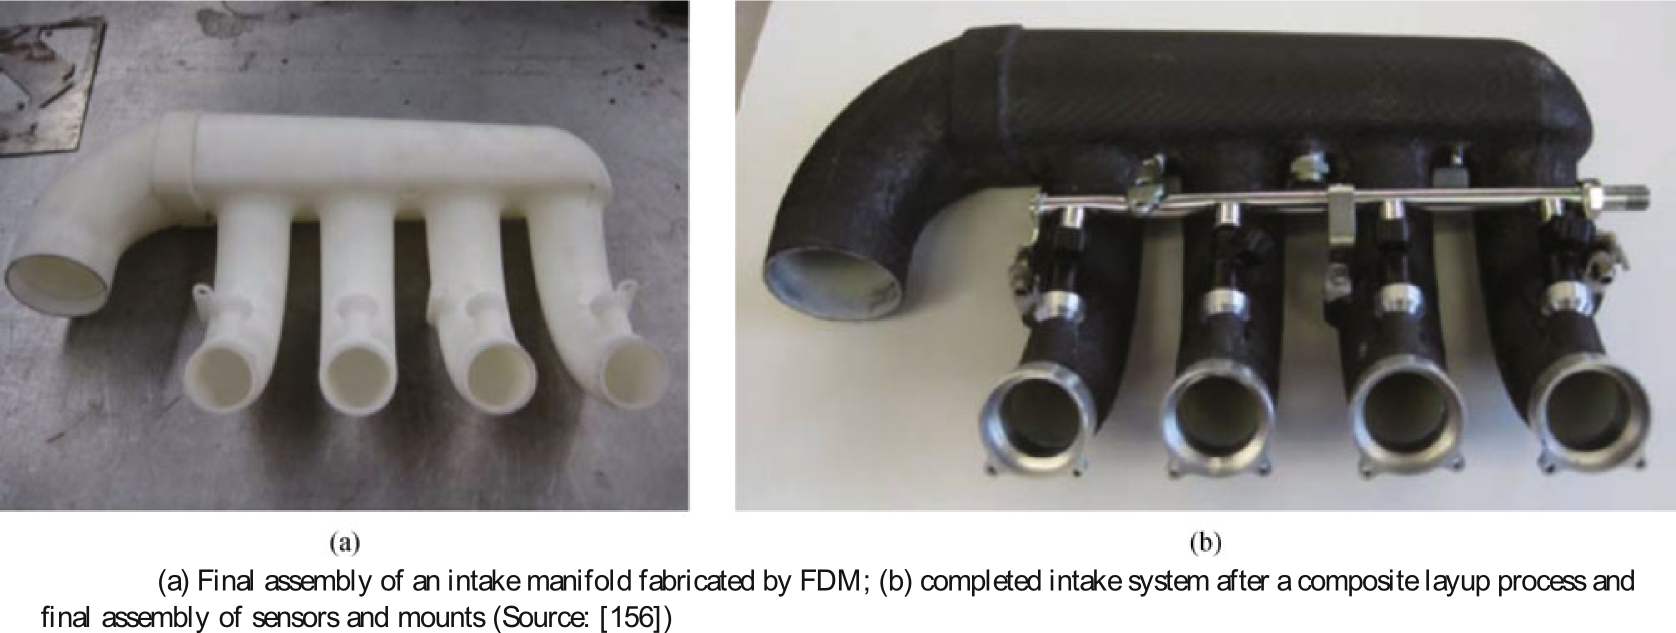 (a)
(b)
(a) Final assembly of an intake manifold fabricated by FDM; (b) completed intake system after a composite layup process and
final assembly of sensors and mounts (Source: [156])